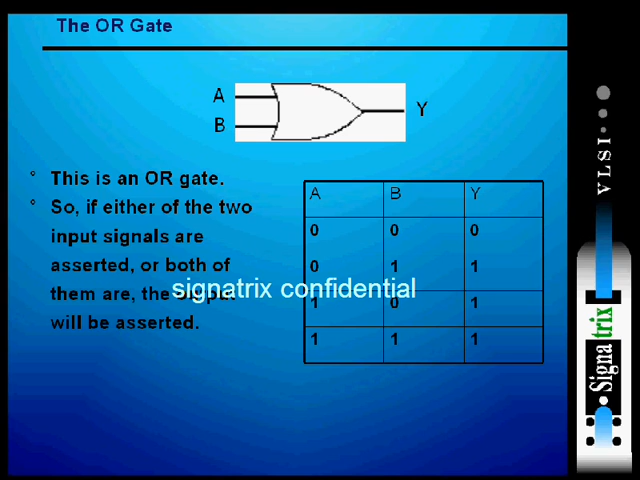 The OR Gate
A
B
Y
° This is an OR gate.
° So, if either of the two
input signals are
asserted, or both of
them are, the output
will be asserted.
A B Y
0 0 0
0 1 1
1 0 1
1 1 1
signatrix confidential
VLSI
Signatrix